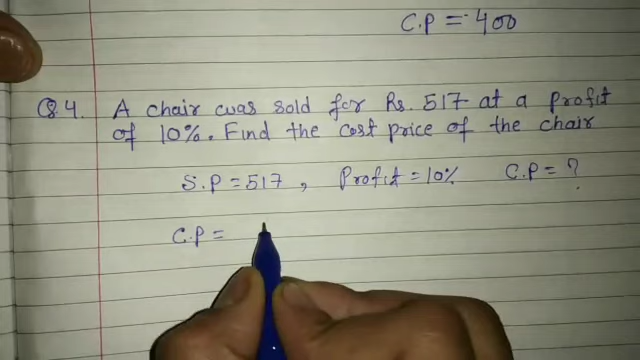 C.P = 400
Q.4. A chair was sold for Rs. 517 at a profit
of 10%. Find the cost price of the chair
S.P = 517, Profit = 10% C.P = ?
C.P =